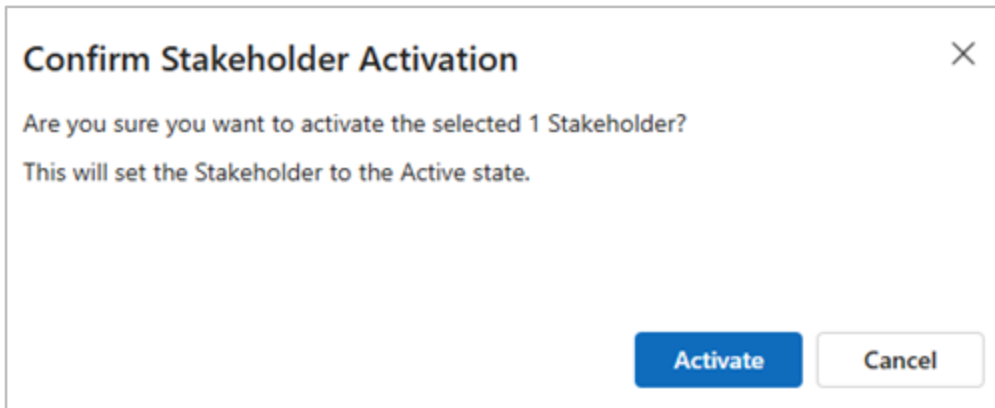 Confirm Stakeholder Activation
Are you sure you want to activate the selected 1 Stakeholder?
This will set the Stakeholder to the Active state.
Activate
Cancel